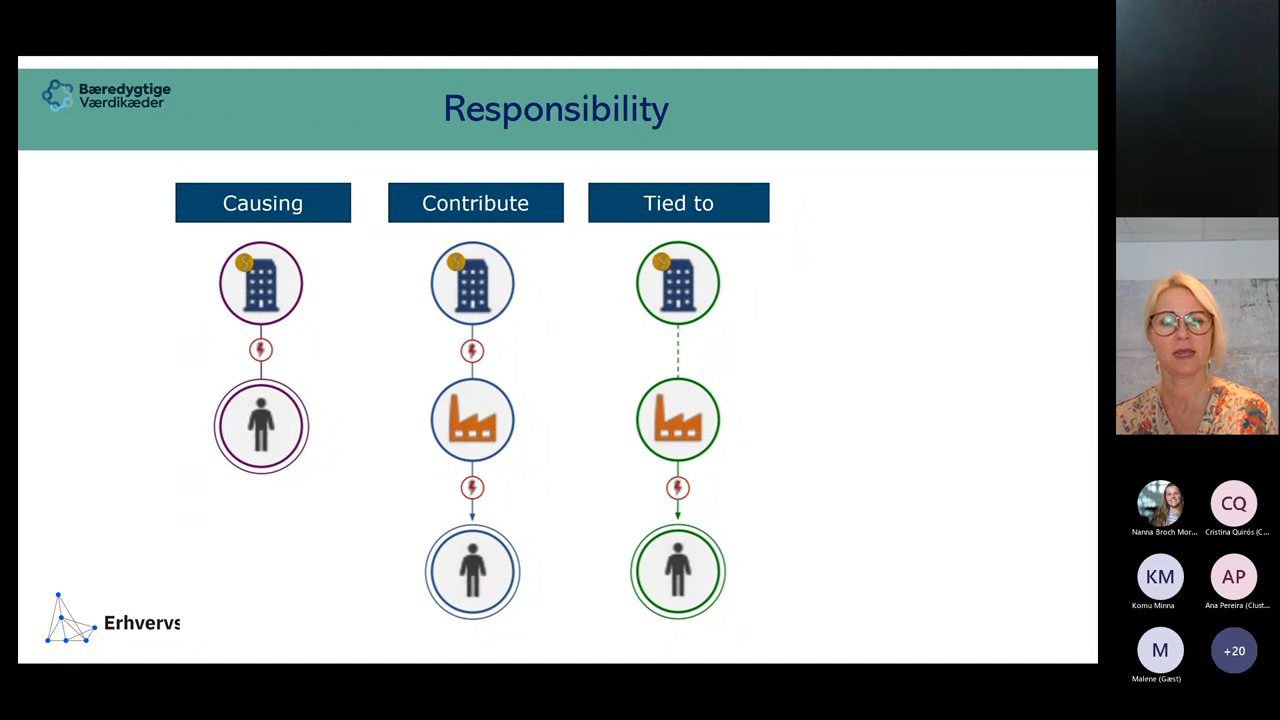 Bæredygtige
Værdikæder
Responsibility
Causing
Contribute
Tied to
Erhvervs
Nanna Broch Mor...
CQ
Cristina Quirós (C...
KM
Komu Minna
AP
Ana Pereira (Clust...
M
Malene (Gæst)
+20